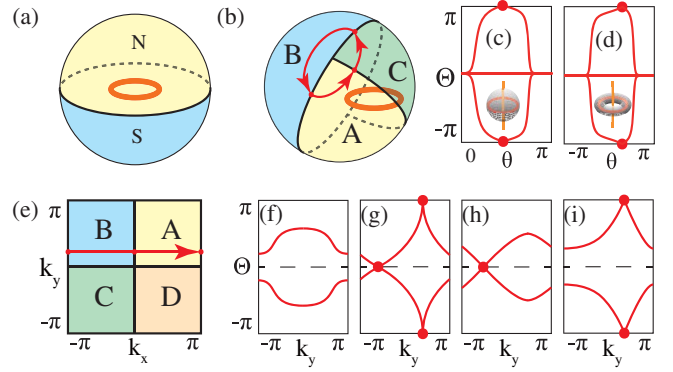 (a)
N
S
(b)
B
C
A
π
Θ
-π
(c)
0
θ
π
(d)
-π
θ
π
(e)
π
k_y
-π
B
A
C
D
-π
k_x
π
π
Θ
-π
(f)
-π
k_y
π
(g)
-π
k_y
π
(h)
-π
k_y
π
(i)
-π
k_y
π